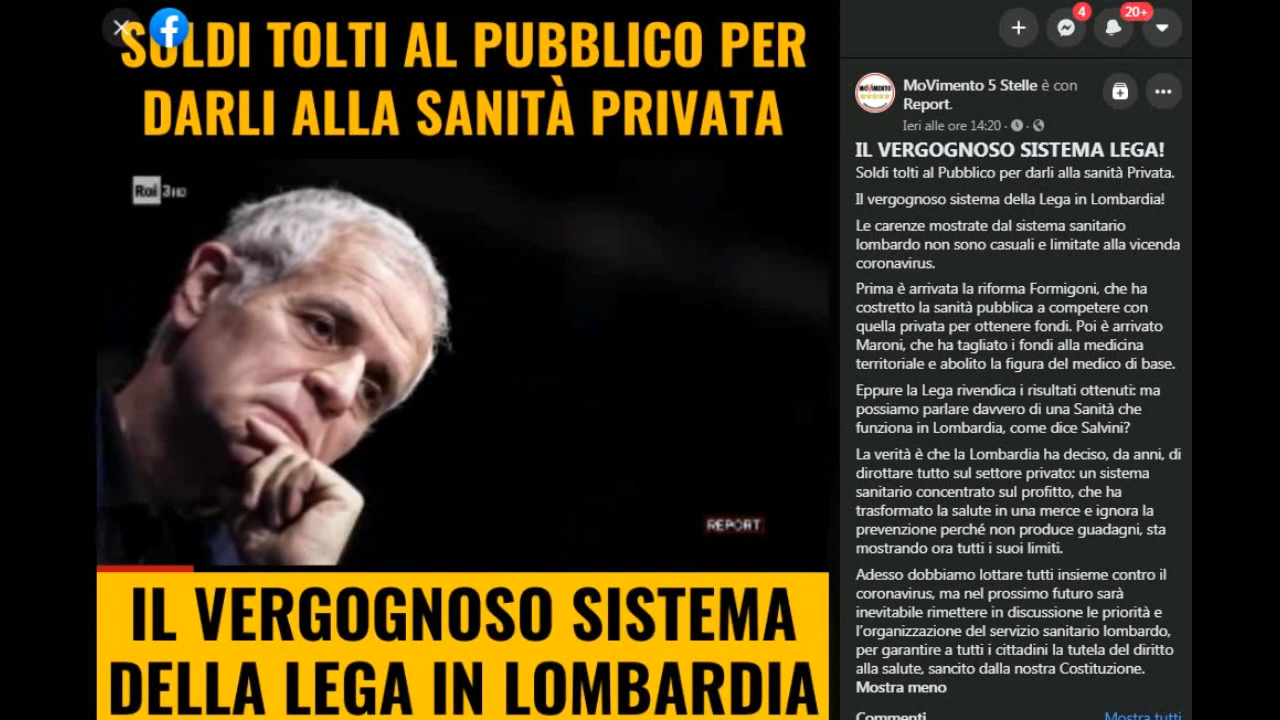 SOLDI TOLTI AL PUBBLICO PER
DARLI ALLA SANITÀ PRIVATA
Rai 3 HD
REPORT
IL VERGOGNOSO SISTEMA
DELLA LEGA IN LOMBARDIA
4
20+
MoVimento 5 Stelle è con
Report.
Ieri alle ore 14:20
IL VERGOGNOSO SISTEMA LEGA!
Soldi tolti al Pubblico per darli alla sanità Privata.
Il vergognoso sistema della Lega in Lombardia!
Le carenze mostrate dal sistema sanitario
lombardo non sono casuali e limitate alla vicenda
coronavirus.
Prima è arrivata la riforma Formigoni, che ha
costretto la sanità pubblica a competere con
quella privata per ottenere fondi. Poi è arrivato
Maroni, che ha tagliato i fondi alla medicina
territoriale e abolito la figura del medico di base.
Eppure la Lega rivendica i risultati ottenuti: ma
possiamo parlare davvero di una Sanità che
funziona in Lombardia, come dice Salvini?
La verità è che la Lombardia ha deciso, da anni, di
dirottare tutto sul settore privato: un sistema
sanitario concentrato sul profitto, che ha
trasformato la salute in una merce e ignora la
prevenzione perché non produce guadagni, sta
mostrando ora tutti i suoi limiti.
Adesso dobbiamo lottare tutti insieme contro il
coronavirus, ma nel prossimo futuro sarà
inevitabile rimettere in discussione le priorità e
l'organizzazione del servizio sanitario lombardo,
per garantire a tutti i cittadini la tutela del diritto
alla salute, sancito dalla nostra Costituzione.
Mostra meno
Commenti
Mostra tutti